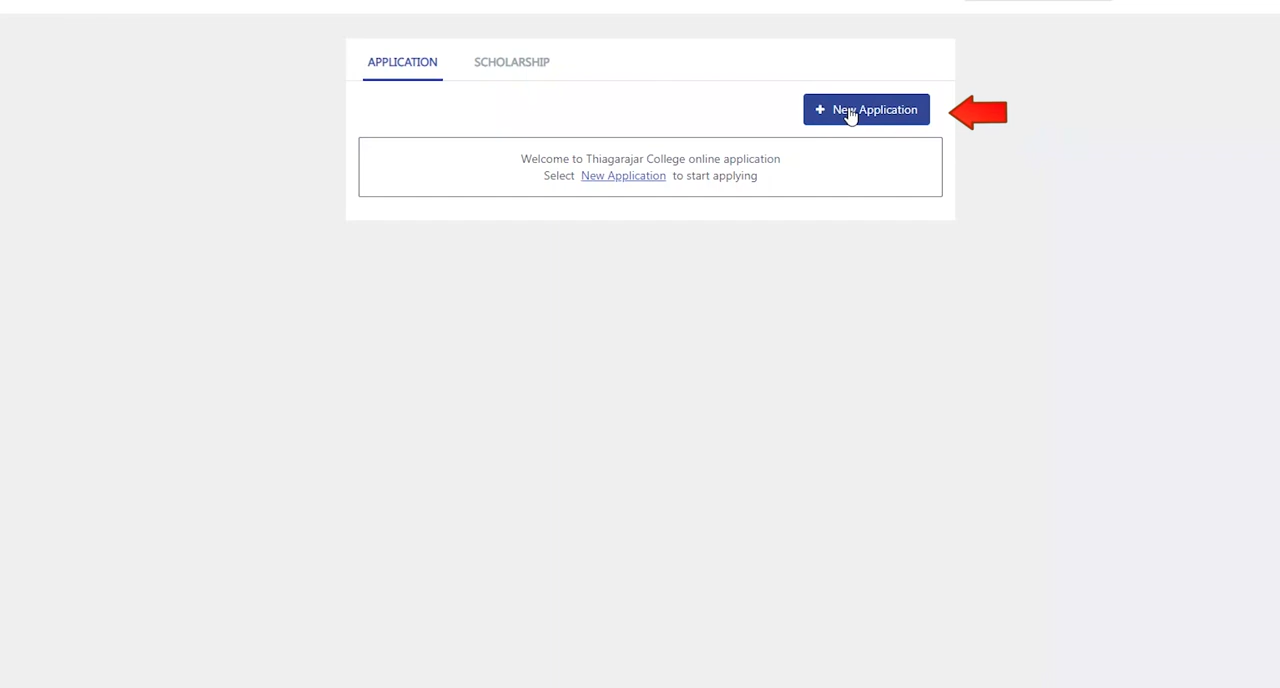 APPLICATION SCHOLARSHIP
+ New Application
Welcome to Thiagarajar College online application
Select New Application to start applying